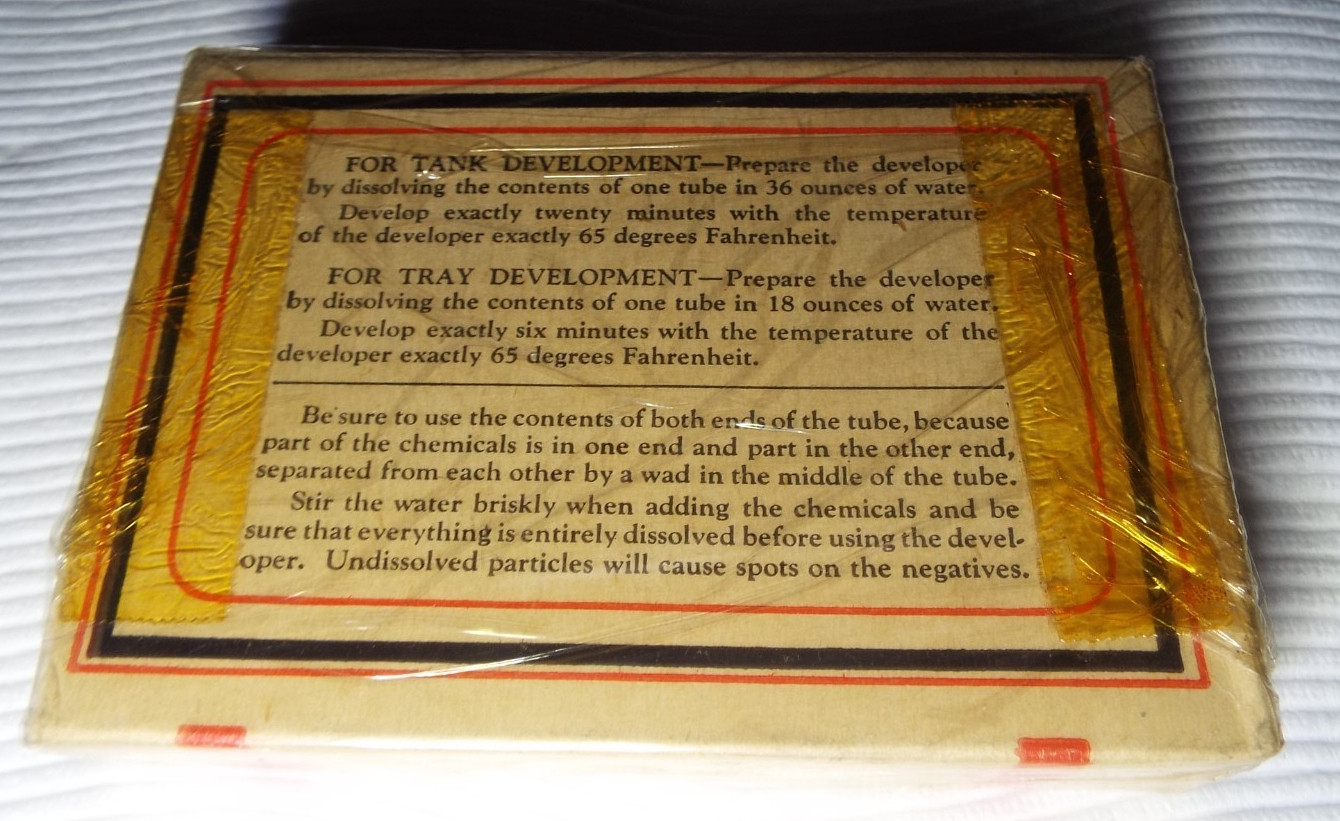 FOR TANK DEVELOPMENT—Prepare the developer
by dissolving the contents of one tube in 36 ounces of water.
Develop exactly twenty minutes with the temperature
of the developer exactly 65 degrees Fahrenheit.
FOR TRAY DEVELOPMENT—Prepare the developer
by dissolving the contents of one tube in 18 ounces of water.
Develop exactly six minutes with the temperature of the
developer exactly 65 degrees Fahrenheit.
Be sure to use the contents of both ends of the tube, because
part of the chemicals is in one end and part in the other end,
separated from each other by a wad in the middle of the tube.
Stir the water briskly when adding the chemicals and be
sure that everything is entirely dissolved before using the devel-
oper. Undissolved particles will cause spots on the negatives.